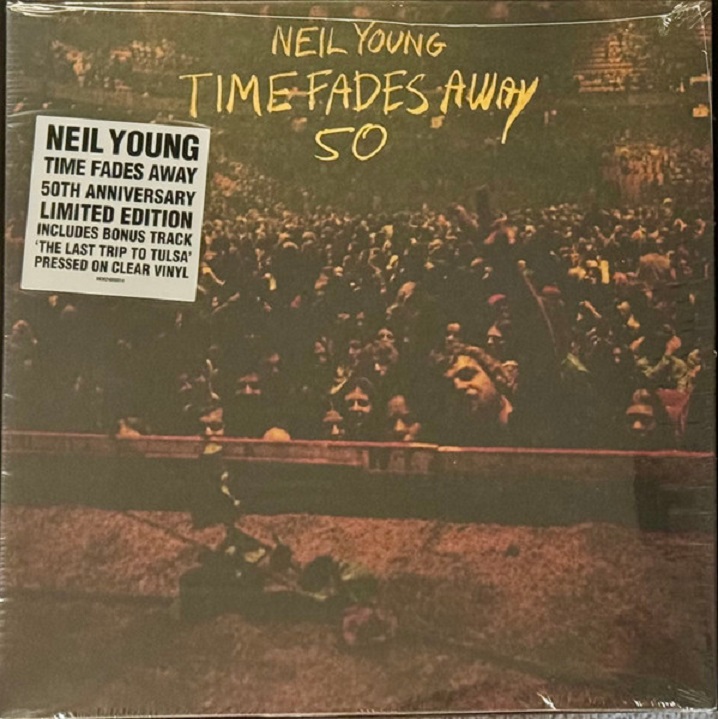 NEIL YOUNG
TIME FADES AWAY
50
NEIL YOUNG
TIME FADES AWAY
50TH ANNIVERSARY
LIMITED EDITION
INCLUDES BONUS TRACK
'THE LAST TRIP TO TULSA'
PRESSED ON CLEAR VINYL